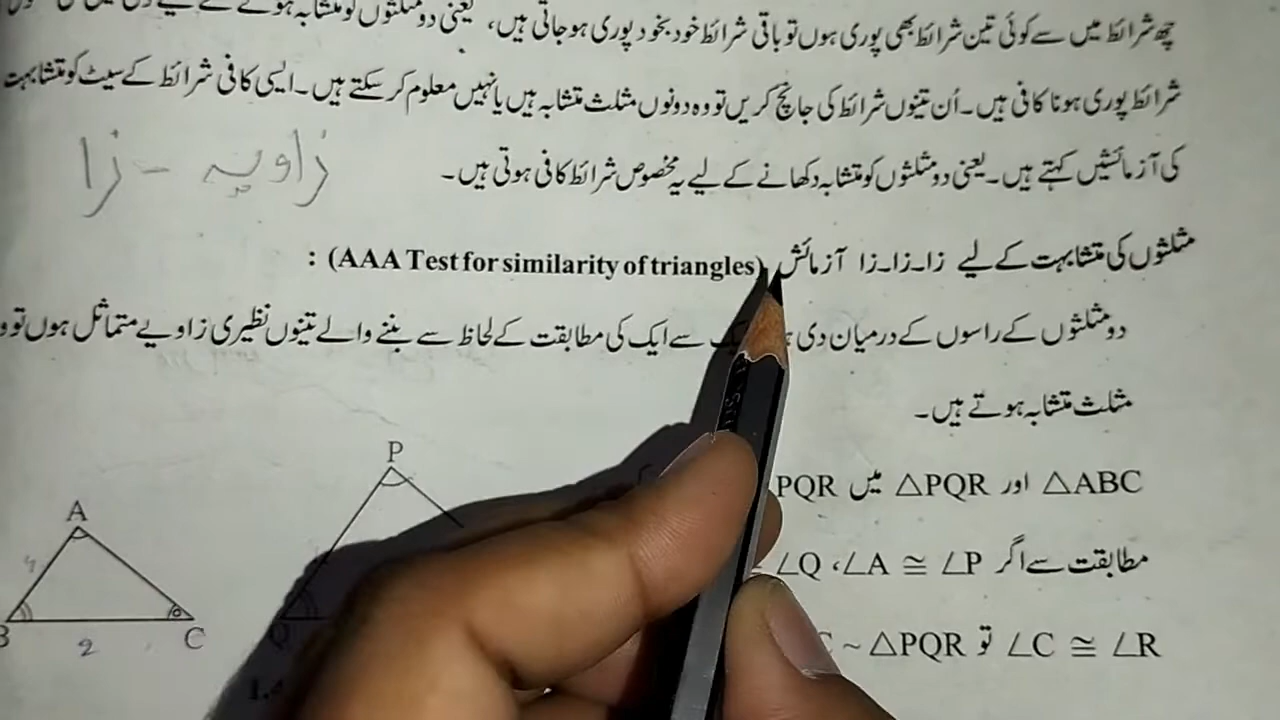 چھ شرائط میں سے کوئی تین شرائط بھی پوری ہوں تو باقی شرائط خود بخود پوری ہو جاتی ہیں، یعنی دو مثلثوں کو متشابہ ہونے کے لیے
شرائط پوری ہونا کافی ہیں۔ اُن تینوں شرائط کی جانچ کریں تو وہ دونوں مثلث متشابہ ہیں یا نہیں معلوم کر سکتے ہیں۔ ایسی کافی شرائط کے سیٹ کو متشابہت
کی آزمائشیں کہتے ہیں۔ یعنی دو مثلثوں کو متشابہ دکھانے کے لیے یہ مخصوص شرائط کافی ہوتی ہیں۔
زاویہ - زا
مثلثوں کی متشابہت کے لیے زا۔زا۔زا آزمائش (AAA Test for similarity of triangles) :
دو مثلثوں کے راسوں کے درمیان دی سے ایک کی مطابقت کے لحاظ سے بننے والے تینوں نظیری زاویے متماثل ہوں تو
مثلث متشابہ ہوتے ہیں۔
△ABC اور △PQR میں PQR
مطابقت سے اگر ∠A ≅ ∠P، ∠Q
∠C ≅ ∠R تو ~ △PQR
P
A
B
C
Q
2